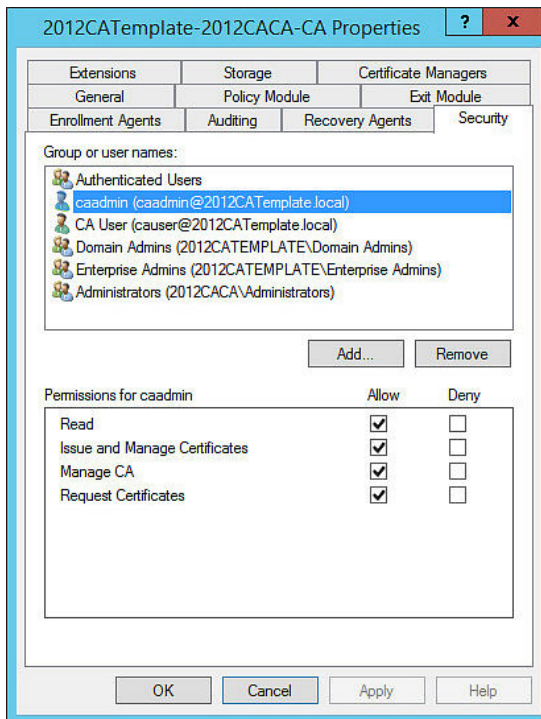 2012CATemplate-2012CACA-CA Properties
?
x
Extensions Storage Certificate Managers
General Policy Module Exit Module
Enrollment Agents Auditing Recovery Agents Security
Group or user names:
Authenticated Users
caadmin (caadmin@2012CATemplate.local)
CA User (causer@2012CATemplate.local)
Domain Admins (2012CATEMPLATE\Domain Admins)
Enterprise Admins (2012CATEMPLATE\Enterprise Admins)
Administrators (2012CACA\Administrators)
Add... Remove
Permissions for caadmin Allow Deny
Read
Issue and Manage Certificates
Manage CA
Request Certificates
OK Cancel Apply Help